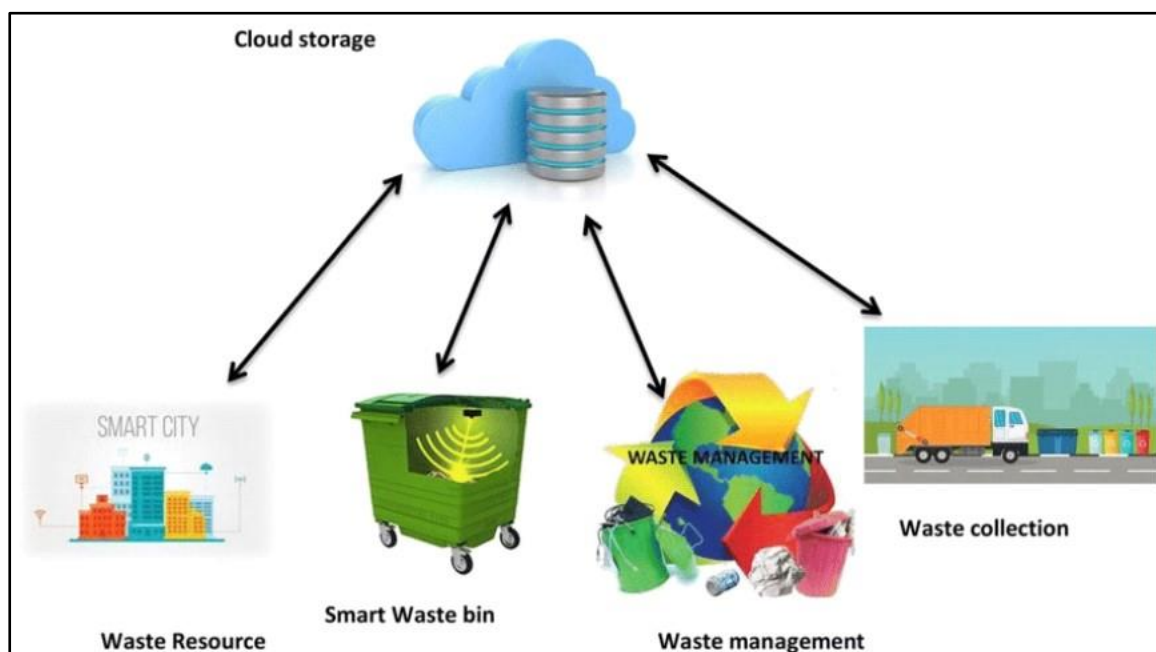 Cloud storage
SMART CITY
WASTE MANAGEMENT
Waste collection
Smart Waste bin
Waste Resource
Waste management